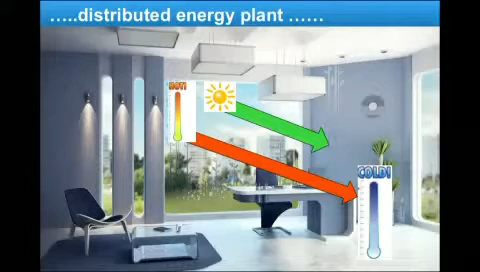 …..distributed energy plant ……
HOT!
COLD!